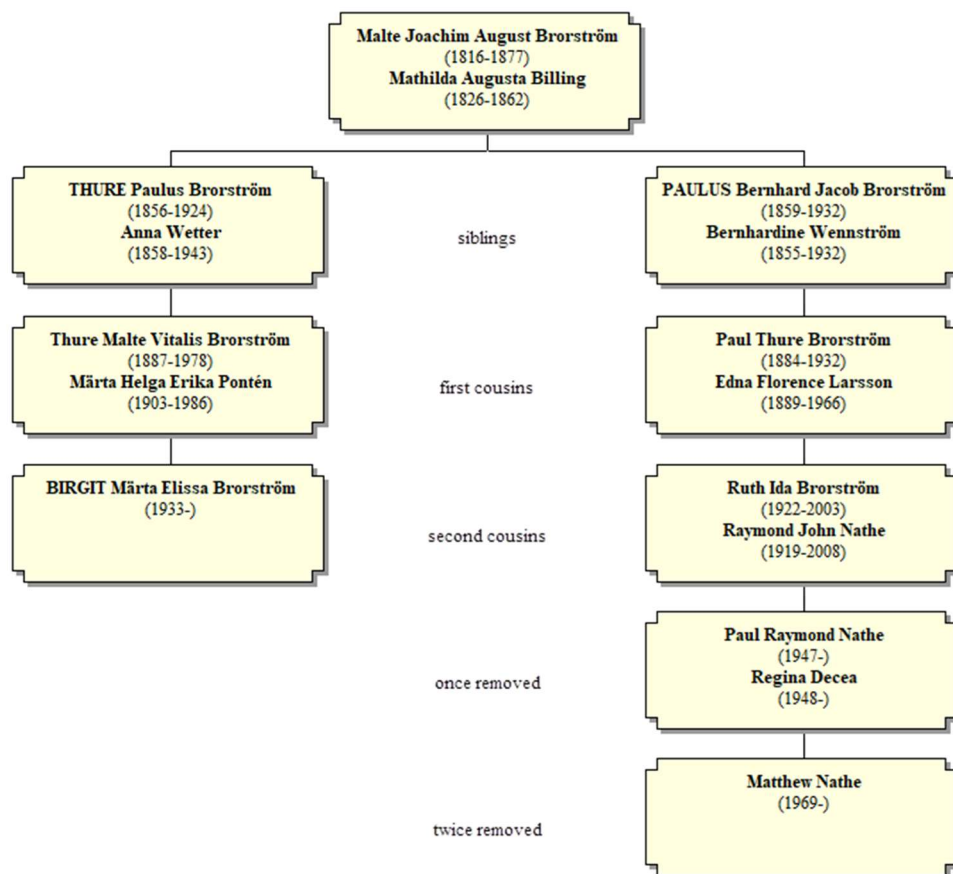 Malte Joachim August Brorström
(1816-1877)
Mathilda Augusta Billing
(1826-1862)
THURE Paulus Brorström
(1856-1924)
Anna Wetter
(1858-1943)
siblings
PAULUS Bernhard Jacob Brorström
(1859-1932)
Bernhardine Wennström
(1855-1932)
Thure Malte Vitalis Brorström
(1887-1978)
Märta Helga Erika Pontén
(1903-1986)
first cousins
Paul Thure Brorström
(1884-1932)
Edna Florence Larsson
(1889-1966)
BIRGIT Märta Elissa Brorström
(1933-)
second cousins
Ruth Ida Brorström
(1922-2003)
Raymond John Nathe
(1919-2008)
once removed
Paul Raymond Nathe
(1947-)
Regina Decea
(1948-)
twice removed
Matthew Nathe
(1969-)